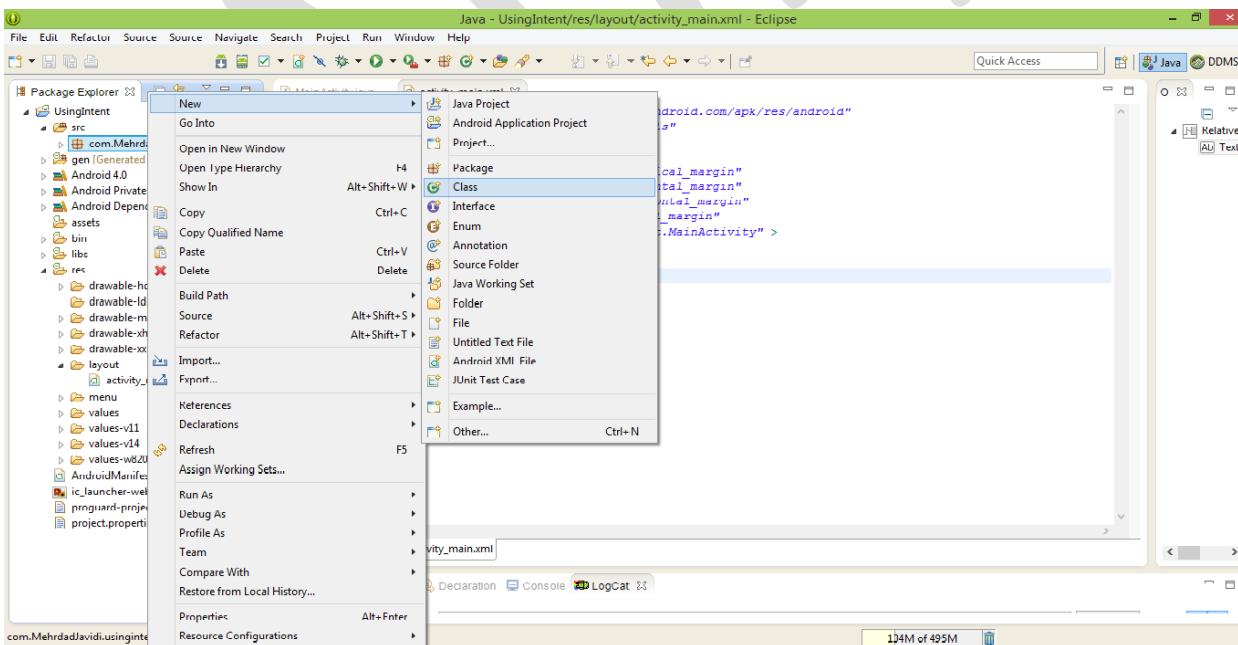 Java - UsingIntent/res/layout/activity_main.xml - Eclipse
File Edit Refactor Source Source Navigate Search Project Run Window Help
Quick Access
Java
DDMS
Package Explorer
UsingIntent
src
com.Mehrd
gen [Generated
Android 4.0
Android Private
Android Depend
assets
bin
libs
res
drawable-hd
drawable-ld
drawable-m
drawable-xh
drawable-xx
layout
activity_
menu
values
values-v11
values-v14
values-w820
AndroidManifes
ic_launcher-web
proguard-proje
project.properti
New
Go Into
Open in New Window
Open Type Hierarchy F4
Show In Alt+Shift+W
Copy Ctrl+C
Copy Qualified Name
Paste Ctrl+V
Delete Delete
Build Path
Source Alt+Shift+S
Refactor Alt+Shift+T
Import...
Export...
References
Declarations
Refresh F5
Assign Working Sets...
Run As
Debug As
Profile As
Team
Compare With
Restore from Local History...
Properties Alt+Enter
Resource Configurations
Java Project
Android Application Project
Project...
Package
Class
Interface
Enum
Annotation
Source Folder
Java Working Set
Folder
File
Untitled Text File
Android XML File
JUnit Test Case
Example...
Other... Ctrl+N
ndroid.com/apk/res/android"
s"
ical_margin"
ntal_margin"
ontal_margin"
_margin"
.MainActivity" >
vity_main.xml
Declaration
Console
LogCat
Relative
Text
com.MehrdadJavidi.usinginte
134M of 495M